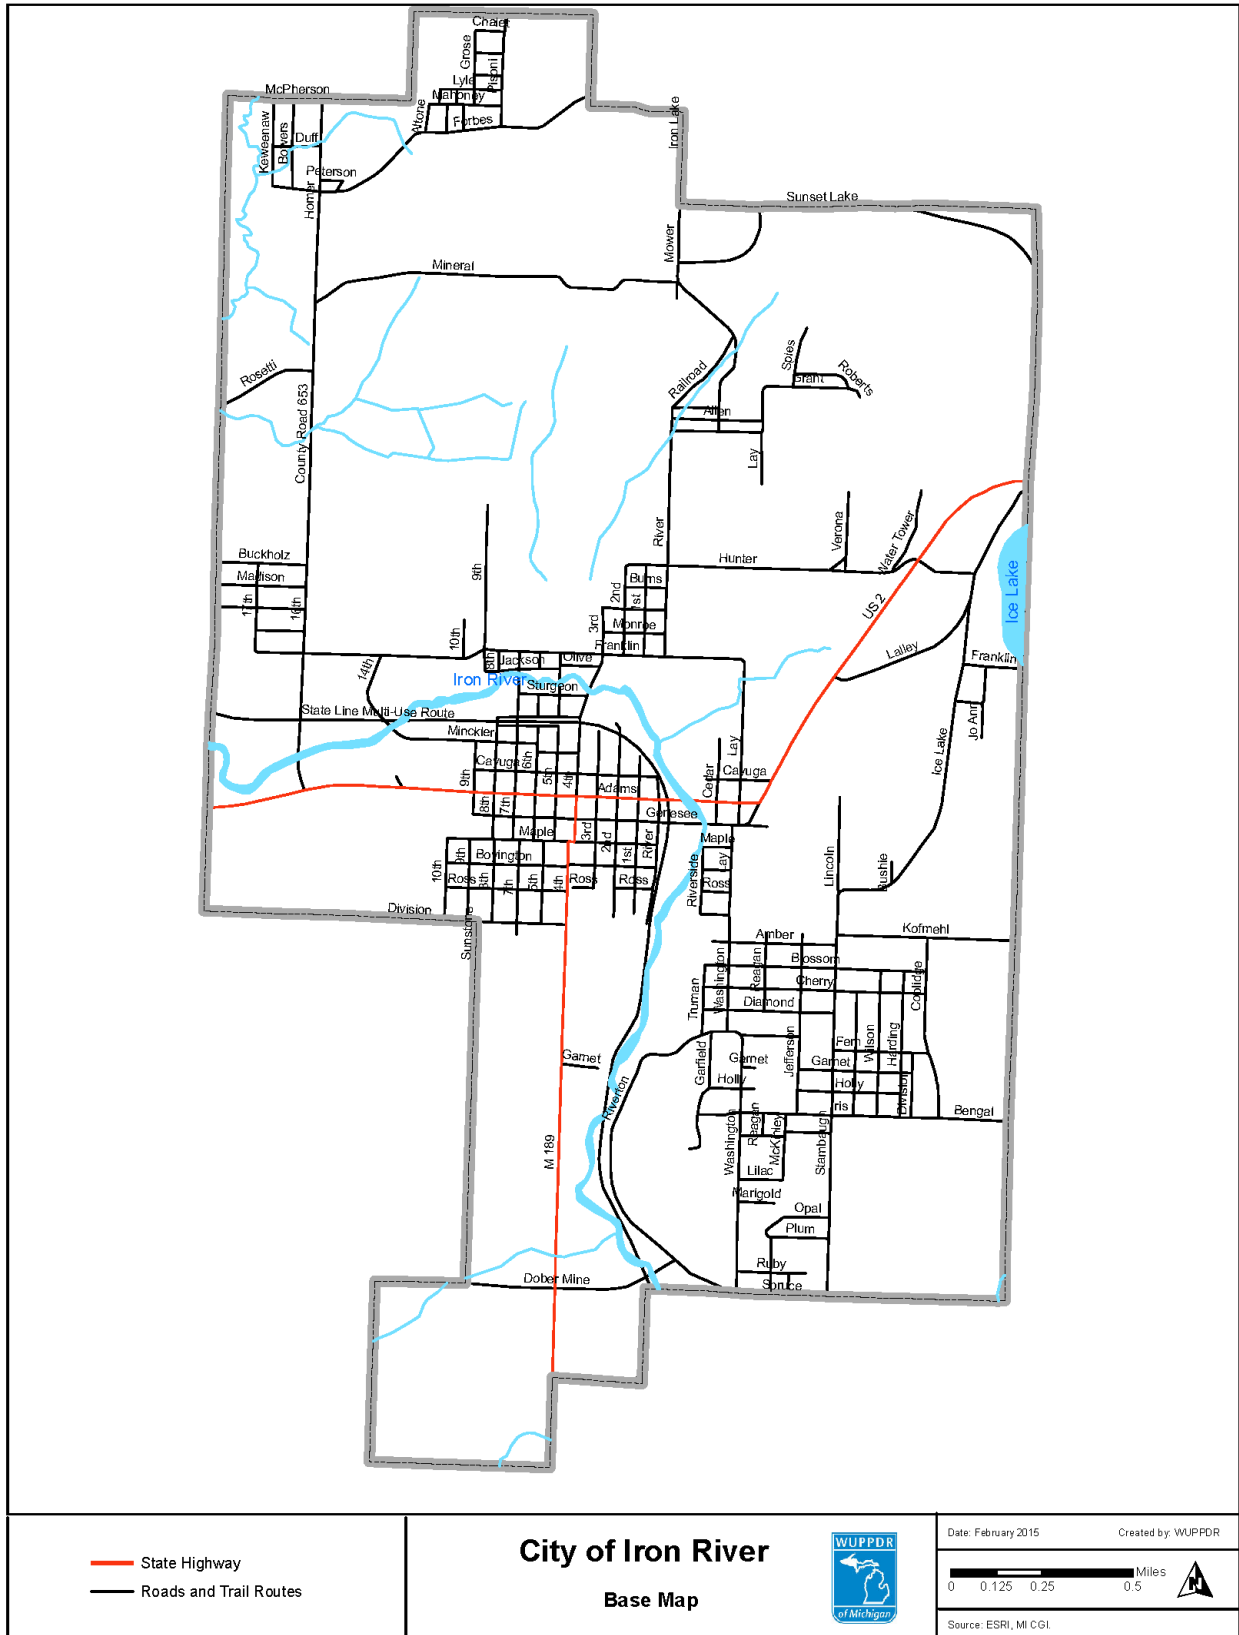 Chalet
Grose
Pisoni
Lyle
Mahoney
Altone
Forbes
McPherson
Keweenaw
Bowers
Duff
Peterson
Homer
Iron Lake
Sunset Lake
Mower
Mineral
Rosetti
County Road 653
Railroad
Allen
Spies
Grant
Roberts
Lay
River
Verona
Water Tower
Hunter
US 2
Ice Lake
Buckholz
Madison
17th
16th
9th
10th
2nd
Burns
1st
3rd
Monroe
Franklin
8th
Jackson
Olive
14th
Iron River
Sturgeon
Lalley
Franklin
Jo Ann
Ice Lake
State Line Multi-Use Route
Minckler
Cayuga
6th
9th
5th
4th
Adams
8th
7th
Genesee
Cedar
Lay
Cayuga
Maple
3rd
2nd
1st
River
Maple
Lay
Riverside
Ross
Lincoln
9th
Boyington
10th
Ross
8th
7th
5th
4th
Ross
Ross
Division
Sunstone
Kofmehl
Amber
Blossom
Cherry
Diamond
Truman
Washington
Reagan
Coolidge
Jefferson
Fern
Wilson
Harding
Garnet
Garnet
Garfield
Garnet
Holly
Holly
Division
ris
Bengal
Riverton
M 189
Washington
Reagan
McKinley
Stambaugh
Lilac
Marigold
Opal
Plum
Ruby
Spruce
Dober Mine
State Highway
Roads and Trail Routes
City of Iron River
Base Map
WUPPDR
of Michigan
Date: February 2015
Created by: WUPPDR
Miles
0 0.125 0.25 0.5
N
Source: ESRI, MI CGI.